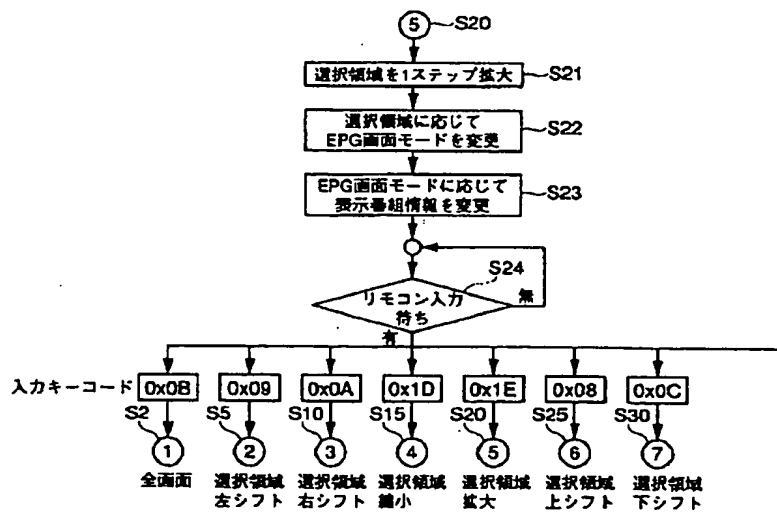 5 S20
選択領域を1ステップ拡大 S21
選択領域に応じて
EPG画面モードを変更 S22
EPG画面モードに応じて
表示番組情報を変更 S23
S24
リモコン入力
待ち
無
有
入力キーコード 0x0B 0x09 0x0A 0x1D 0x1E 0x08 0x0C
S2 S5 S10 S15 S20 S25 S30
1 2 3 4 5 6 7
全画面 選択領域 選択領域 選択領域 選択領域 選択領域 選択領域
左シフト 右シフト 縮小 拡大 上シフト 下シフト